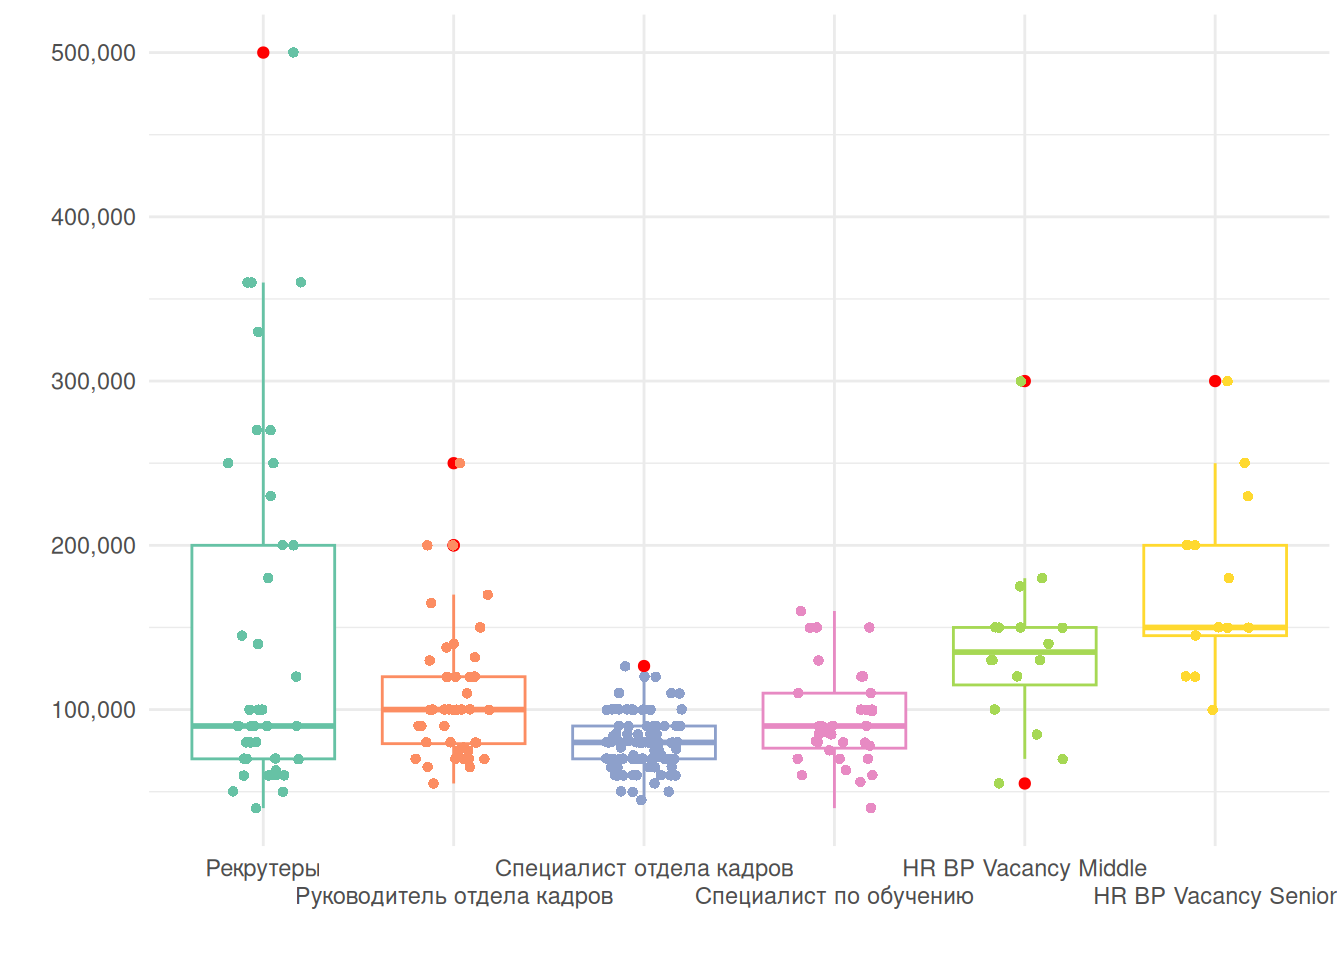 500,000
400,000
300,000
200,000
100,000
Рекрутеры
Специалист отдела кадров
HR BP Vacancy Middle
Руководитель отдела кадров
Специалист по обучению
HR BP Vacancy Senior